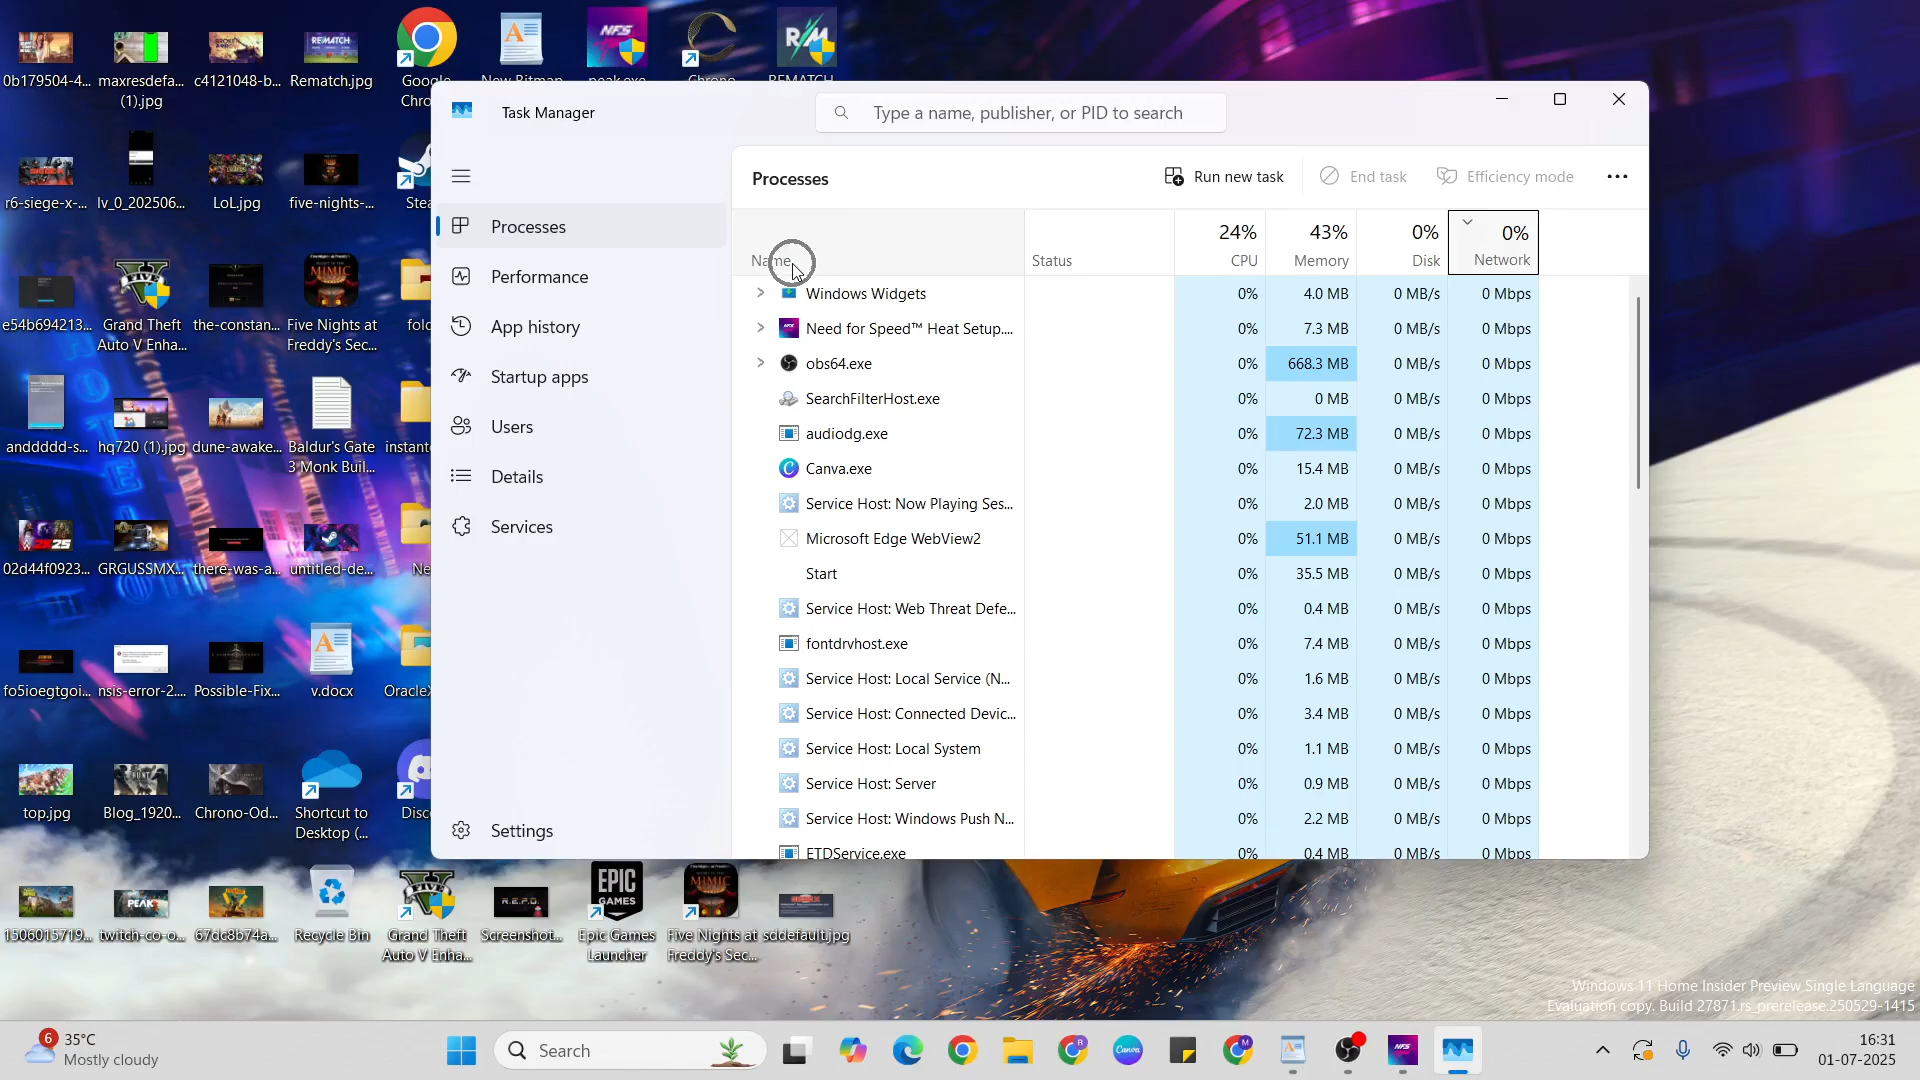 0b179504-4...
maxresdefa...
(1).jpg
c4121048-b...
Rematch.jpg
Google
Chro
NFS
RM
r6-siege-x-...
lv_0_202506...
LoL.jpg
five-nights-...
Stea
e54b694213...
Grand Theft
Auto V Enha...
the-constan...
Five Nights at
Freddy's Sec...
folc
anddddd-s...
hq720 (1).jpg
dune-awake...
Baldur's Gate
3 Monk Buil...
instant
02d44f0923...
GRGUSSMX...
there-was-a...
untitled-de...
Ne
fo5ioegtgoi...
nsis-error-2....
Possible-Fix...
v.docx
OracleX
top.jpg
Blog_1920...
Chrono-Od...
Shortcut to
Desktop (...
Disc
1506015719...
twitch-co-o...
67dc8b74a...
Recycle Bin
Grand Theft
Auto V Enha...
Screenshot...
Epic Games
Launcher
Five Nights at
Freddy's Sec...
sddefault.jpg
Task Manager
Type a name, publisher, or PID to search
Processes
Performance
App history
Startup apps
Users
Details
Services
Settings
Processes
Run new task
End task
Efficiency mode
Name Status 24% CPU 43% Memory 0% Disk 0% Network
Windows Widgets 0% 4.0 MB 0 MB/s 0 Mbps
Need for Speed™ Heat Setup.... 0% 7.3 MB 0 MB/s 0 Mbps
obs64.exe 0% 668.3 MB 0 MB/s 0 Mbps
SearchFilterHost.exe 0% 0 MB 0 MB/s 0 Mbps
audiodg.exe 0% 72.3 MB 0 MB/s 0 Mbps
Canva.exe 0% 15.4 MB 0 MB/s 0 Mbps
Service Host: Now Playing Ses... 0% 2.0 MB 0 MB/s 0 Mbps
Microsoft Edge WebView2 0% 51.1 MB 0 MB/s 0 Mbps
Start 0% 35.5 MB 0 MB/s 0 Mbps
Service Host: Web Threat Defe... 0% 0.4 MB 0 MB/s 0 Mbps
fontdrvhost.exe 0% 7.4 MB 0 MB/s 0 Mbps
Service Host: Local Service (N... 0% 1.6 MB 0 MB/s 0 Mbps
Service Host: Connected Devic... 0% 3.4 MB 0 MB/s 0 Mbps
Service Host: Local System 0% 1.1 MB 0 MB/s 0 Mbps
Service Host: Server 0% 0.9 MB 0 MB/s 0 Mbps
Service Host: Windows Push N... 0% 2.2 MB 0 MB/s 0 Mbps
ETDService.exe 0% 0.4 MB 0 MB/s 0 Mbps
Windows 11 Home Insider Preview Single Language
Evaluation copy. Build 27871.rs_prerelease.250529-1415
6
35°C
Mostly cloudy
Search
16:31
01-07-2025